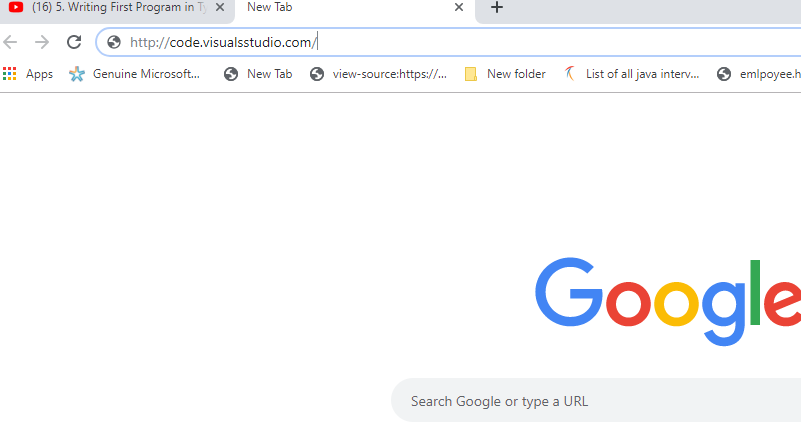 (16) 5. Writing First Program in Ty
New Tab
http://code.visualsstudio.com/
Apps
Genuine Microsoft...
New Tab
view-source:https://...
New folder
List of all java interv...
emlpoyee.h
Google
Search Google or type a URL